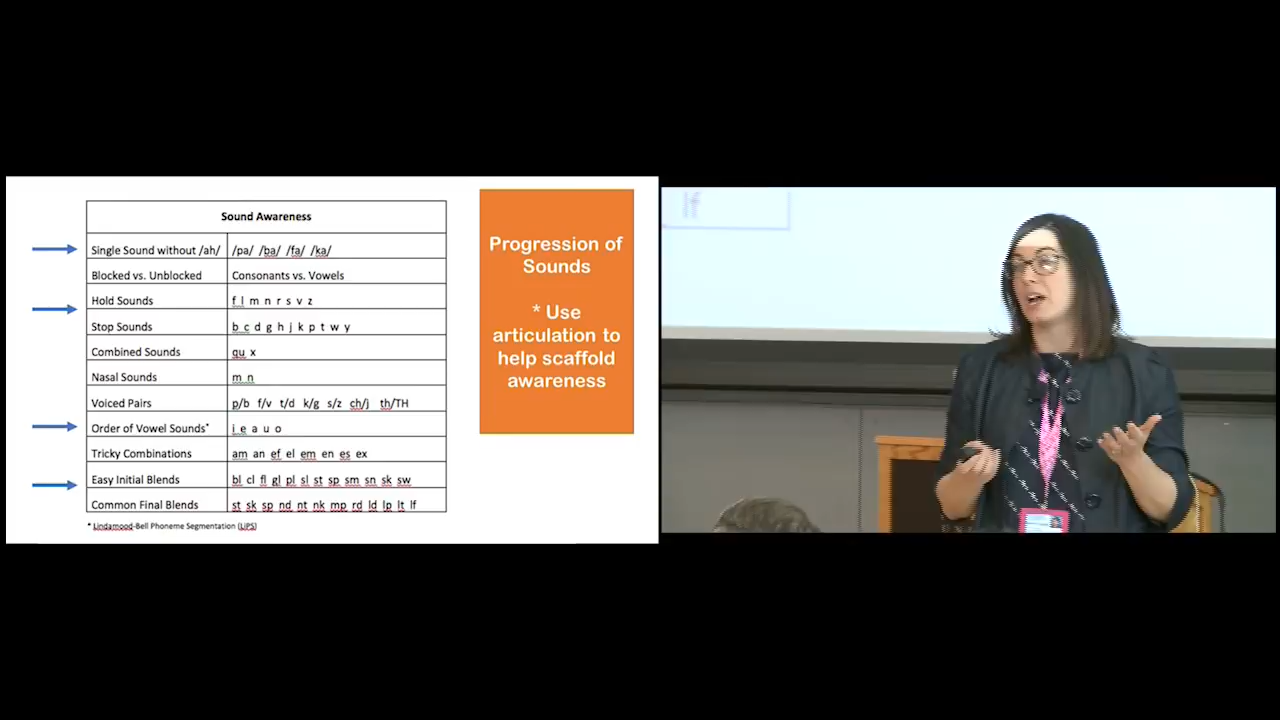 Sound Awareness
Single Sound without /ah/ /pa/ /ba/ /fa/ /ka/
Blocked vs. Unblocked Consonants vs. Vowels
Hold Sounds f l m n r s v z
Stop Sounds b c d g h j k p t w y
Combined Sounds qu x
Nasal Sounds m n
Voiced Pairs p/b f/v t/d k/g s/z ch/j th/TH
Order of Vowel Sounds* i e a u o
Tricky Combinations am an ef el em en es ex
Easy Initial Blends bl cl fl gl pl sl st sp sm sn sk sw
Common Final Blends st sk sp nd nt nk mp rd ld lp lt lf
* Lindamood-Bell Phoneme Segmentation (LiPS)
Progression of
Sounds
* Use
articulation to
help scaffold
awareness
lf